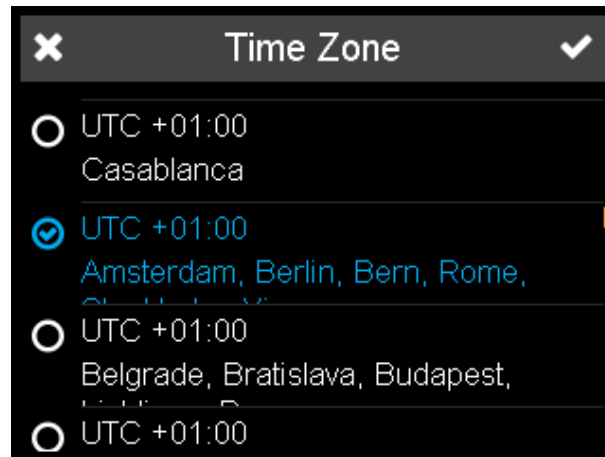 Time Zone
UTC +01:00
Casablanca
UTC +01:00
Amsterdam, Berlin, Bern, Rome,
UTC +01:00
Belgrade, Bratislava, Budapest,
UTC +01:00